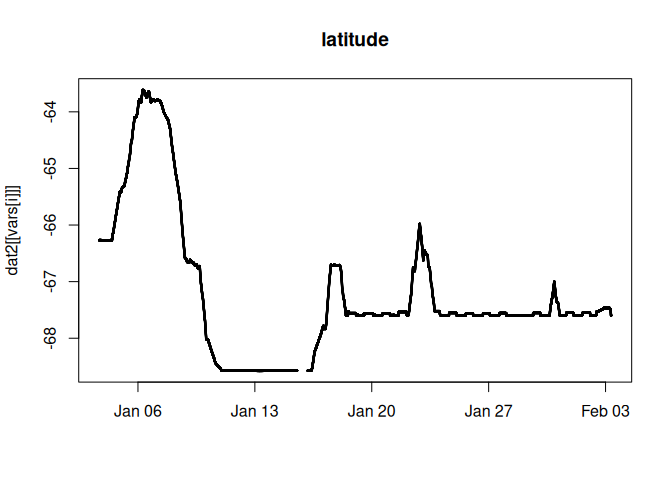 latitude
dat2[[vars[i]]]
-64
-65
-66
-67
-68
Jan 06
Jan 13
Jan 20
Jan 27
Feb 03